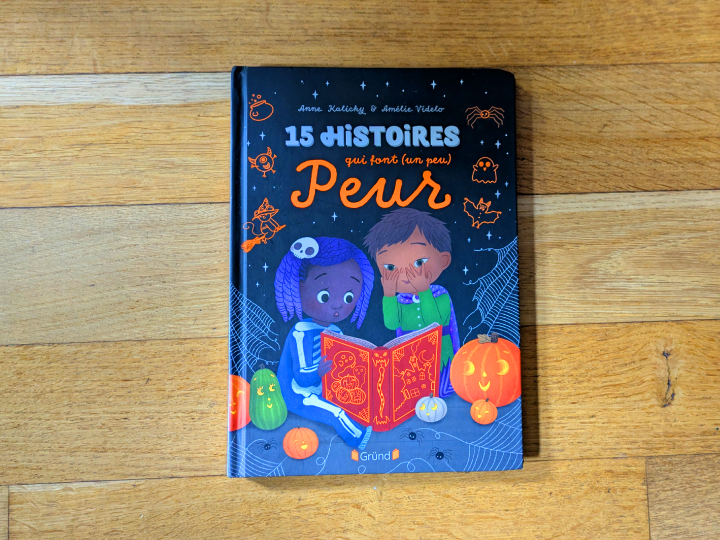 Anne Kalicky & Amélie Videlo
15 HiSTOiRES
qui font (un peu)
Peur
Gründ